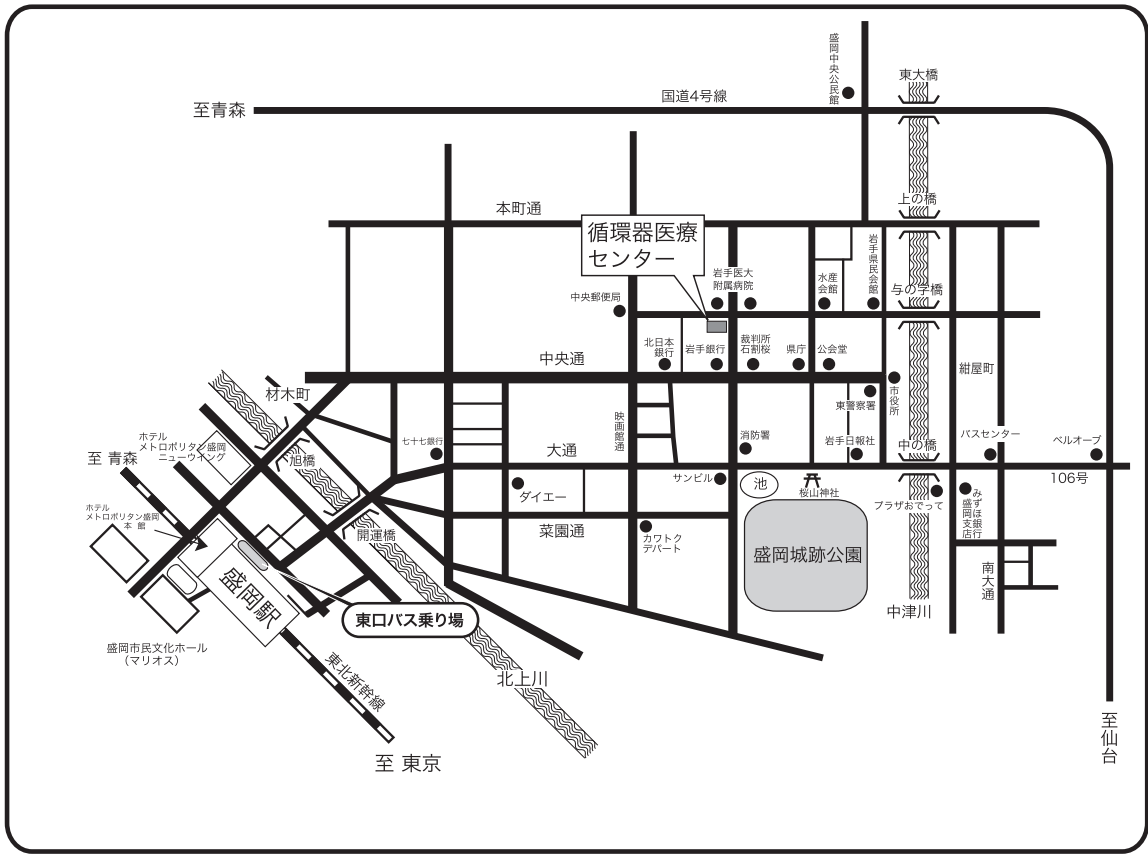 盛岡中央公民館
東大橋
国道4号線
至青森
上の橋
本町通
循環器医療
センター
岩手医大
附属病院
水産
会館
岩手県民会館
与の字橋
中央郵便局
北日本
銀行
岩手銀行
裁判所
石割桜
県庁
公会堂
中央通
紺屋町
市役所
材木町
東警察署
映画館通
消防署
岩手日報社
中の橋
バスセンター
ベルオーブ
ホテル
メトロポリタン盛岡
ニューウイング
七十七銀行
大通
旭橋
至 青森
106号
サンビル
池
桜山神社
プラザおでって
みずほ銀行
盛岡支店
ダイエー
ホテル
メトロポリタン盛岡
本 館
開運橋
菜園通
カワトク
デパート
盛岡城跡公園
南大通
盛岡駅
中津川
東口バス乗り場
盛岡市民文化ホール
（マリオス）
東北新幹線
北上川
至仙台
至 東京